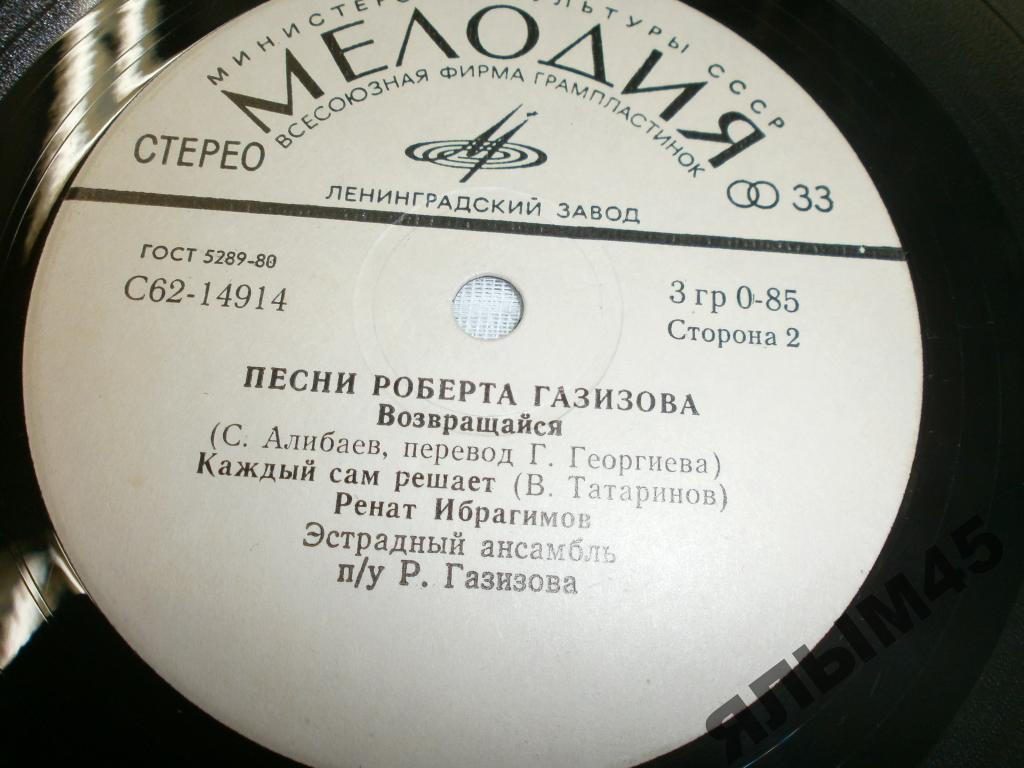 МИНИСТЕРСТВО КУЛЬТУРЫ СССР
МЕЛОДИЯ
ВСЕСОЮЗНАЯ ФИРМА ГРАМПЛАСТИНОК
СТЕРЕО
33
ЛЕНИНГРАДСКИЙ ЗАВОД
ГОСТ 5289-80
С62-14914
3 гр 0-85
Сторона 2
ПЕСНИ РОБЕРТА ГАЗИЗОВА
Возвращайся
(С. Алибаев, перевод Г. Георгиева)
Каждый сам решает (В. Татаринов)
Ренат Ибрагимов
Эстрадный ансамбль
п/у Р. Газизова
ЯЛЫМ45